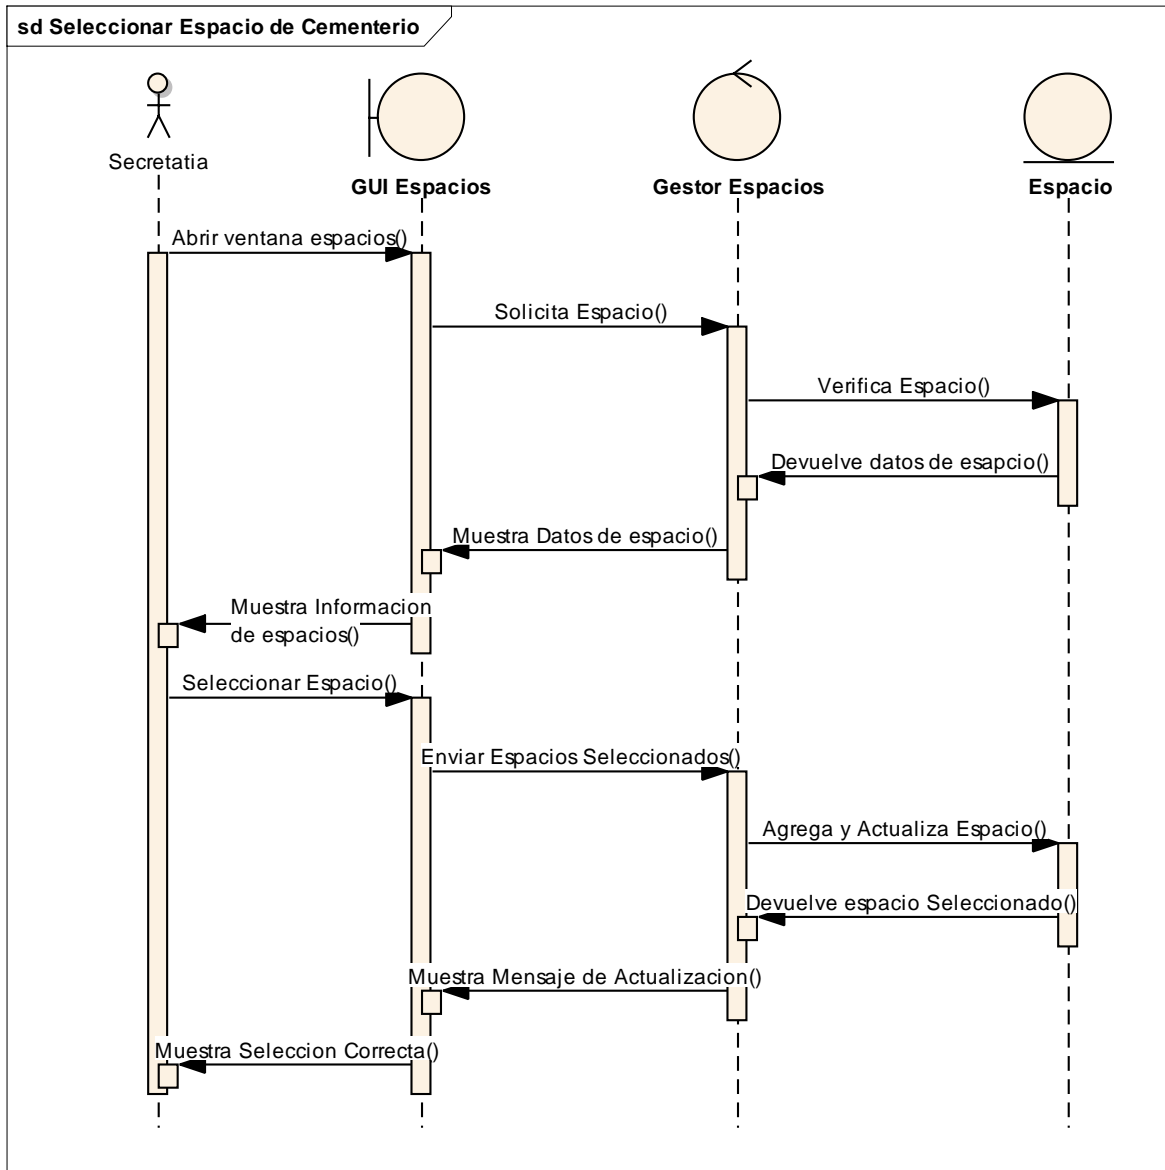 sd Seleccionar Espacio de Cementerio
Secretatia
GUI Espacios
Gestor Espacios
Espacio
Abrir ventana espacios()
Solicita Espacio()
Verifica Espacio()
Devuelve datos de esapcio()
Muestra Datos de espacio()
Muestra Informacion
de espacios()
Seleccionar Espacio()
Enviar Espacios Seleccionados()
Agrega y Actualiza Espacio()
Devuelve espacio Seleccionado()
Muestra Mensaje de Actualizacion()
Muestra Seleccion Correcta()